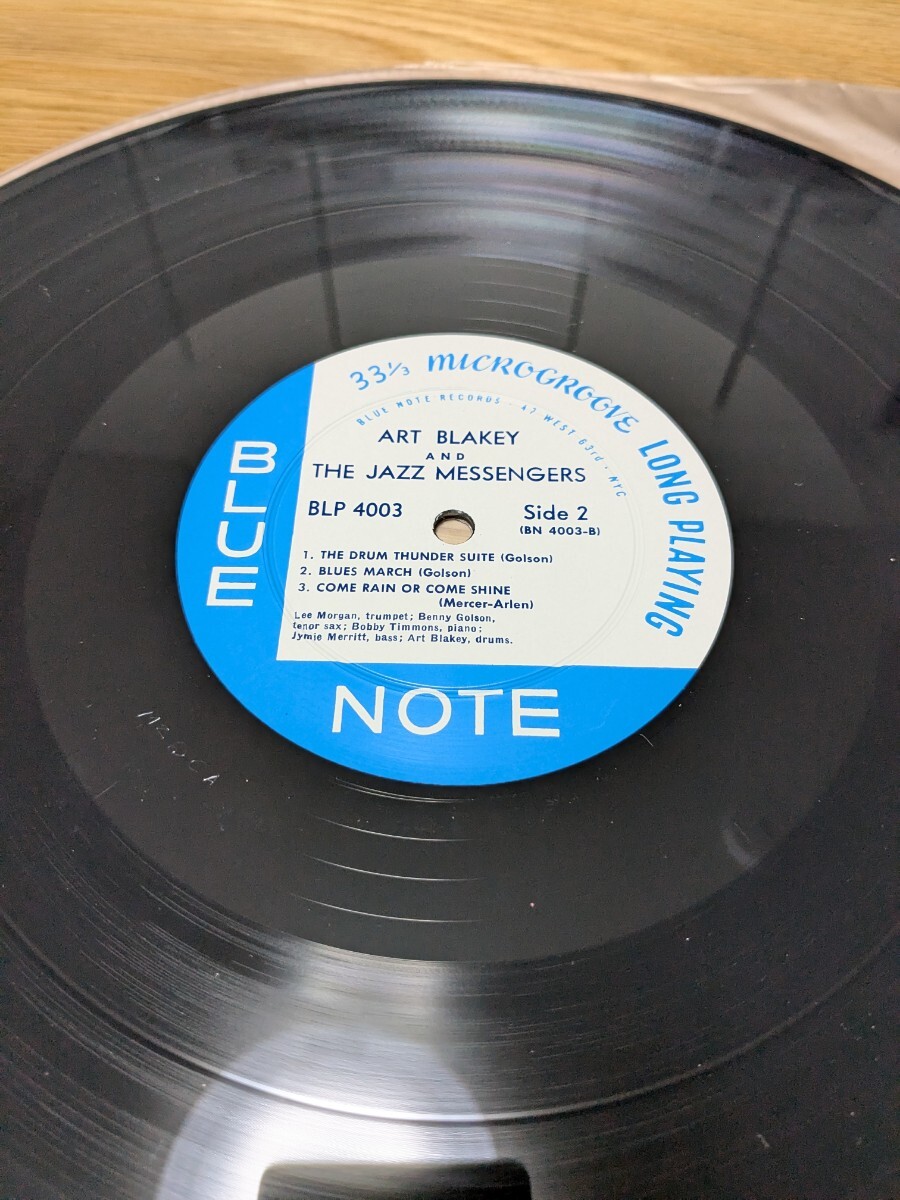 33⅓ MICROGROOVE LONG PLAYING
BLUE NOTE RECORDS · 47 WEST 63rd · NYC
ART BLAKEY
AND
THE JAZZ MESSENGERS
BLP 4003
Side 2
(BN 4003-B)
1. THE DRUM THUNDER SUITE (Golson)
2. BLUES MARCH (Golson)
3. COME RAIN OR COME SHINE
(Mercer-Arlen)
Lee Morgan, trumpet; Benny Golson,
tenor sax; Bobby Timmons, piano;
Jymie Merritt, bass; Art Blakey, drums.
BLUE
NOTE